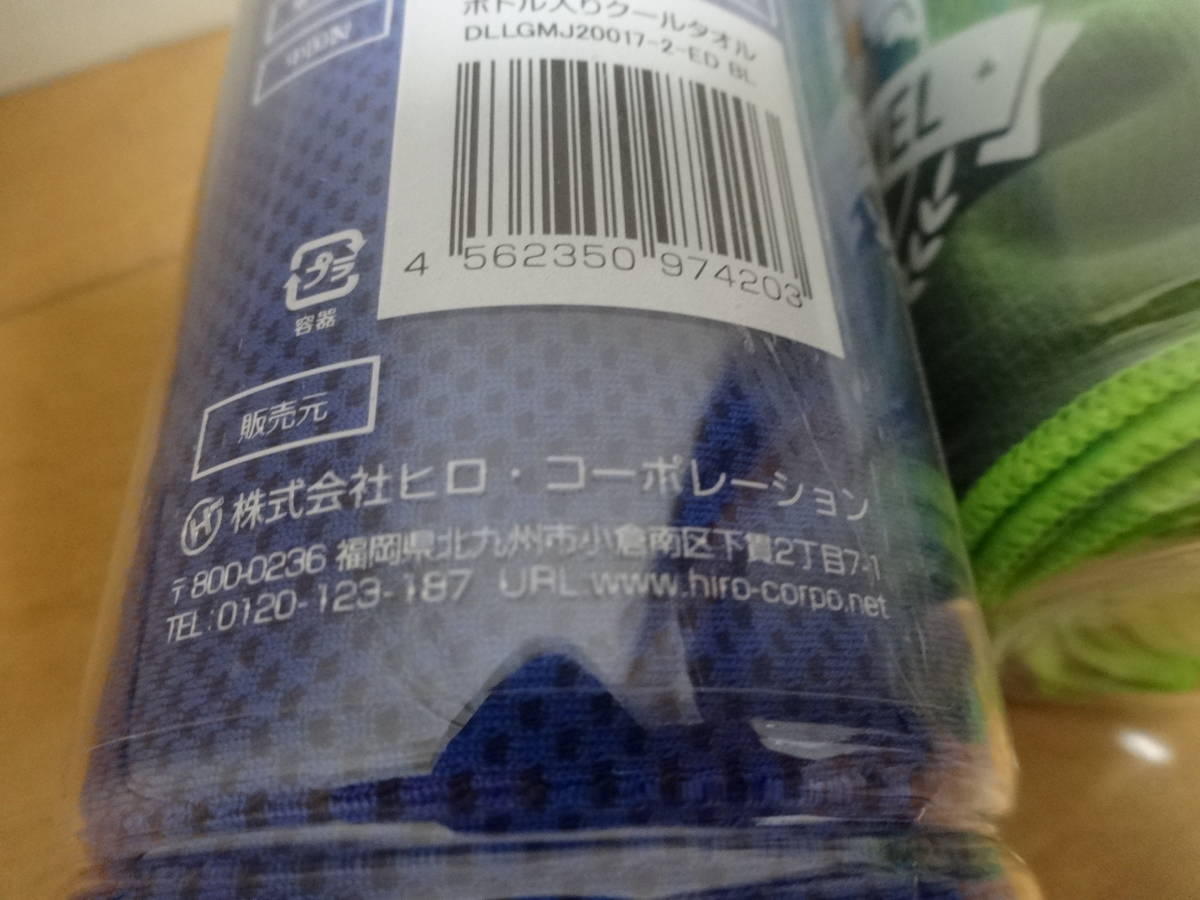 ボトル入りクールタオル
DLLGMJ20017-2-ED BL
4 562350 974203
プラ
容器
販売元
株式会社ヒロ・コーポレーション
〒800-0236 福岡県北九州市小倉南区下貫2丁目7-1
TEL:0120-123-187 URL www.hiro-corpo.net